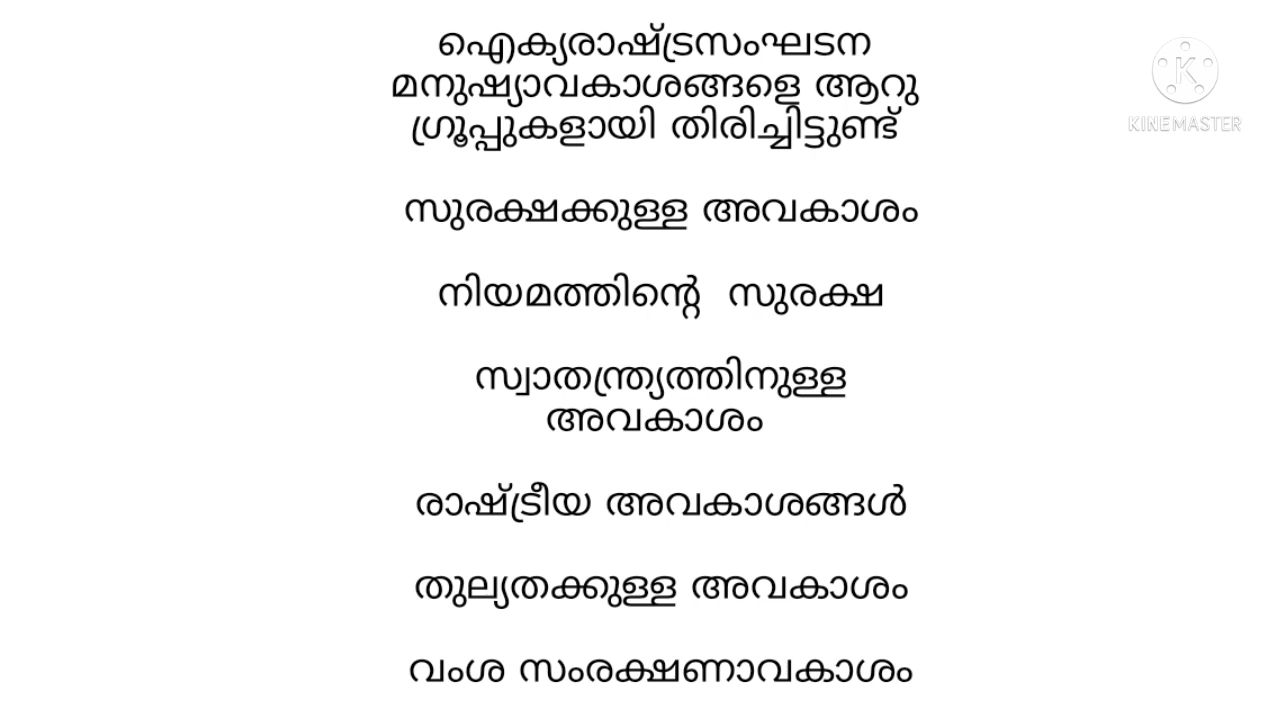 ഐക്യരാഷ്ട്രസംഘടന
മനുഷ്യാവകാശങ്ങളെ ആറു
ഗ്രൂപ്പുകളായി തിരിച്ചിട്ടുണ്ട്
സുരക്ഷക്കുള്ള അവകാശം
നിയമത്തിന്റെ സുരക്ഷ
സ്വാതന്ത്ര്യത്തിനുള്ള
അവകാശം
രാഷ്ട്രീയ അവകാശങ്ങൾ
തുല്യതക്കുള്ള അവകാശം
വംശ സംരക്ഷണാവകാശം
K
KINEMASTER